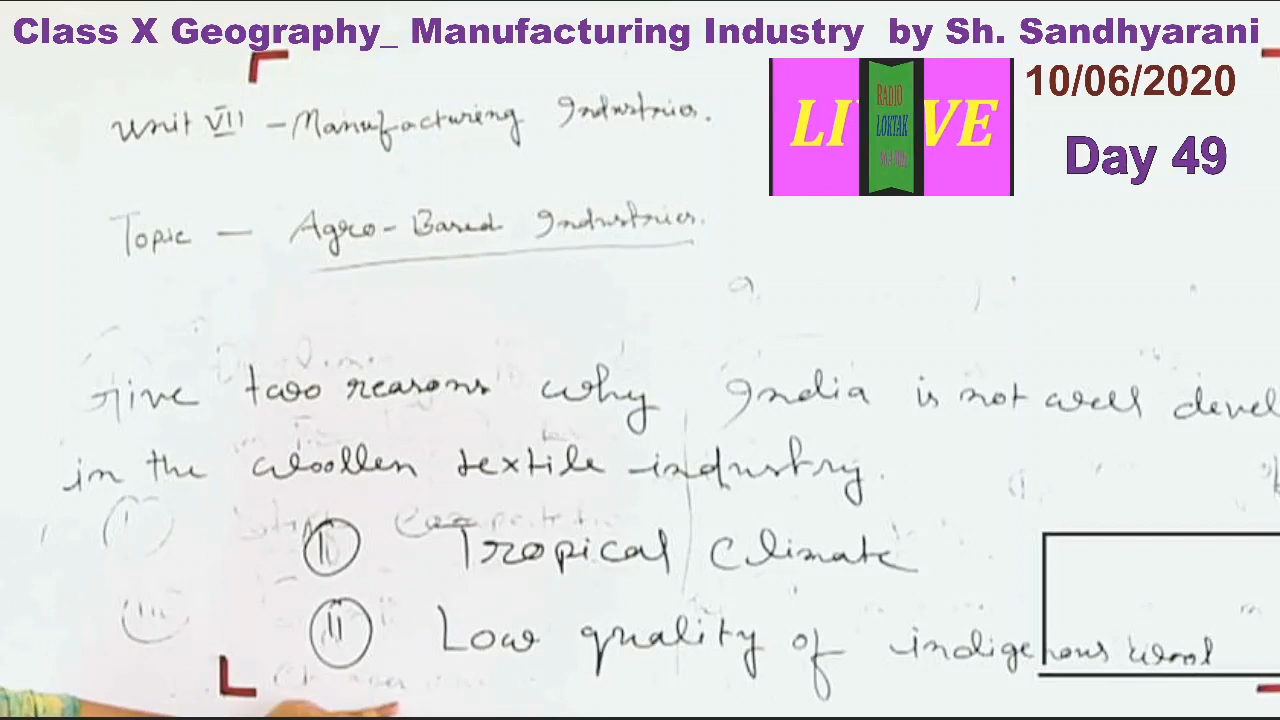 Class X Geography_ Manufacturing Industry by Sh. Sandhyarani
10/06/2020
LIVE
RADIO
LOKTAK
Day 49
Unit VII - Manufacturing Industries.
Topic - Agro-Based Industries.
Give two reasons why India is not well devel
in the woollen textile industry.
Tropical Climate
II Low quality of indigenous wool